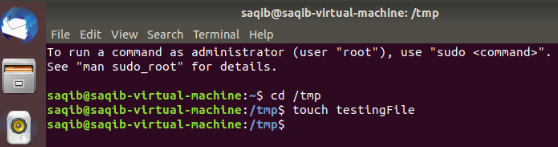 saqib@saqib-virtual-machine: /tmp
File Edit View Search Terminal Help
To run a command as administrator (user "root"), use "sudo <command>".
See "man sudo_root" for details.
saqib@saqib-virtual-machine:~$ cd /tmp
saqib@saqib-virtual-machine:/tmp$ touch testingFile
saqib@saqib-virtual-machine:/tmp$